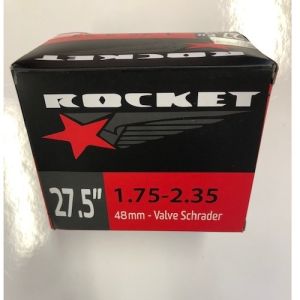 ROCKET
27.5"
1.75-2.35
48mm - Valve Schrader